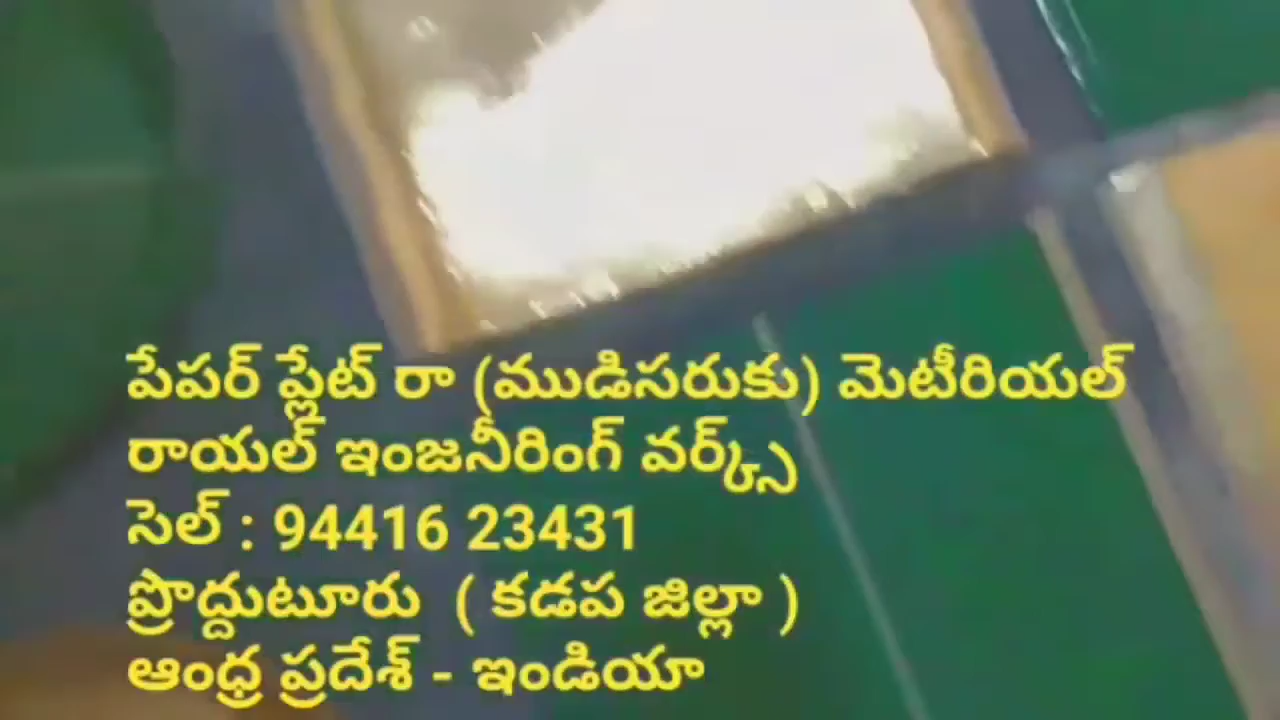 పేపర్ ప్లేట్ రా (ముడిసరుకు) మెటీరియల్
రాయల్ ఇంజనీరింగ్ వర్క్స్
సెల్ : 94416 23431
ప్రొద్దుటూరు ( కడప జిల్లా )
ఆంధ్ర ప్రదేశ్ - ఇండియా